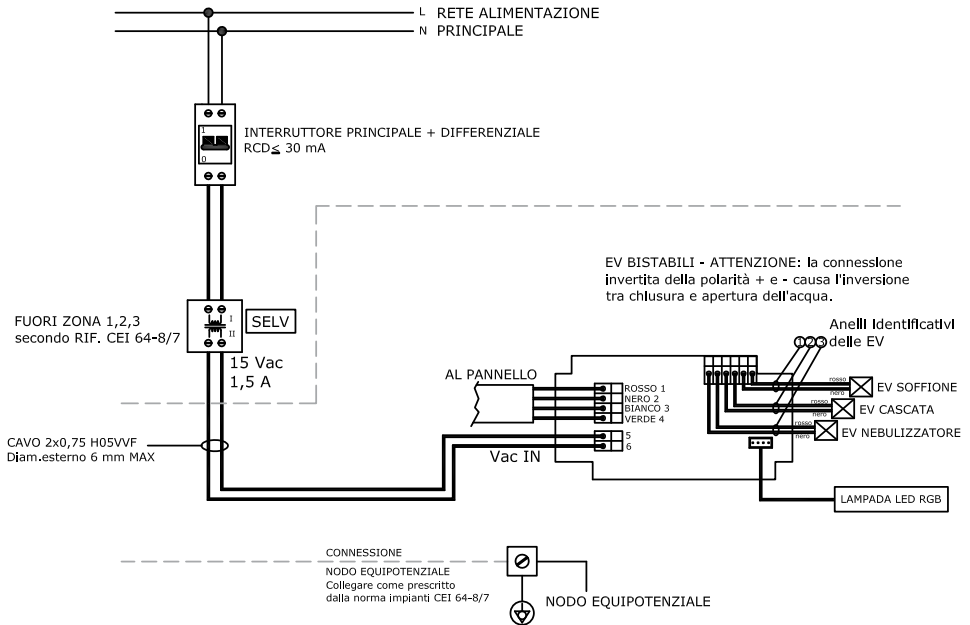 L RETE ALIMENTAZIONE
N PRINCIPALE
1
0
INTERRUTTORE PRINCIPALE + DIFFERENZIALE
RCD≤ 30 mA
EV BISTABILI - ATTENZIONE: la connessione
invertita della polarità + e - causa l'inversione
tra chiusura e apertura dell'acqua.
FUORI ZONA 1,2,3
secondo RIF. CEI 64-8/7
I
II
SELV
15 Vac
1,5 A
Anelli Identificativi
delle EV
1 2 3
AL PANNELLO
ROSSO 1
NERO 2
BIANCO 3
VERDE 4
5
6
Vac IN
rosso
nero
EV SOFFIONE
rosso
nero
EV CASCATA
rosso
nero
EV NEBULIZZATORE
CAVO 2x0,75 H05VVF
Diam.esterno 6 mm MAX
LAMPADA LED RGB
CONNESSIONE
NODO EQUIPOTENZIALE
Collegare come prescritto
dalla norma impianti CEI 64-8/7
NODO EQUIPOTENZIALE